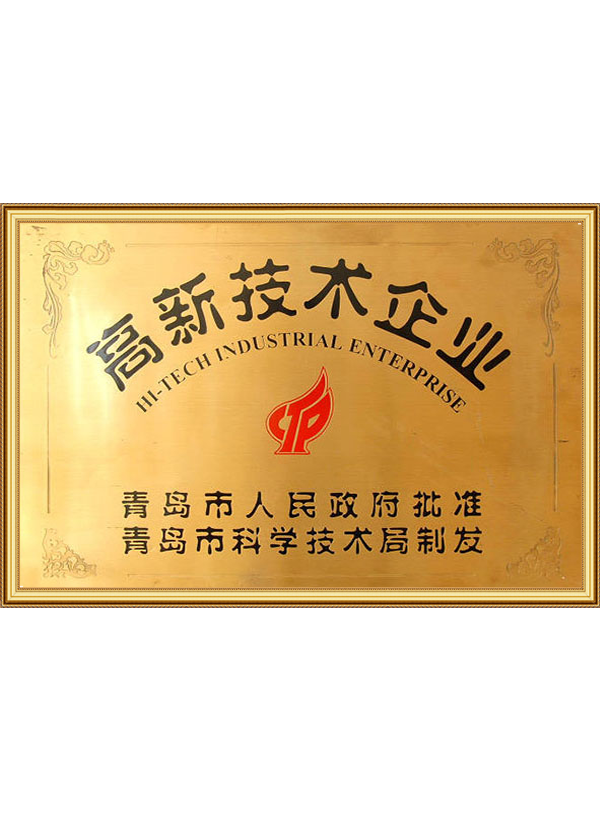 高新技术企业
HI-TECH INDUSTRIAL ENTERPRISE
CTP
青岛市人民政府批准
青岛市科学技术局制发